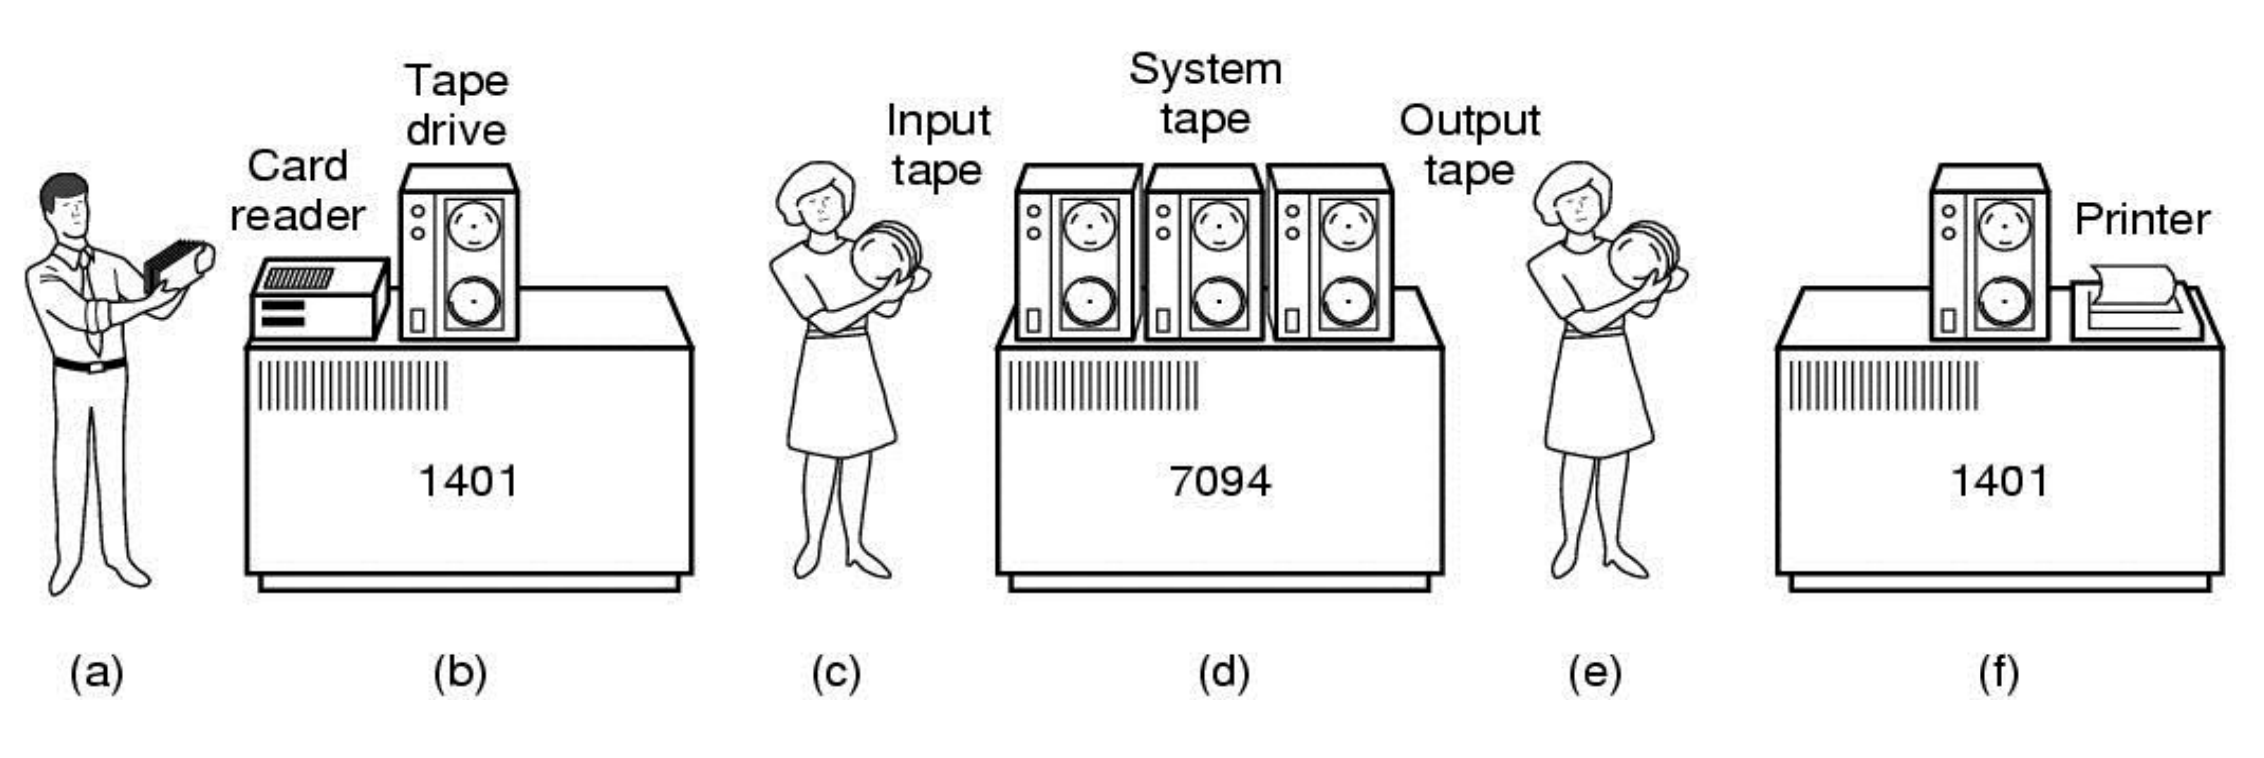 Card
reader
Tape
drive
1401
Input
tape
System
tape
Output
tape
7094
Printer
1401
(a)
(b)
(c)
(d)
(e)
(f)